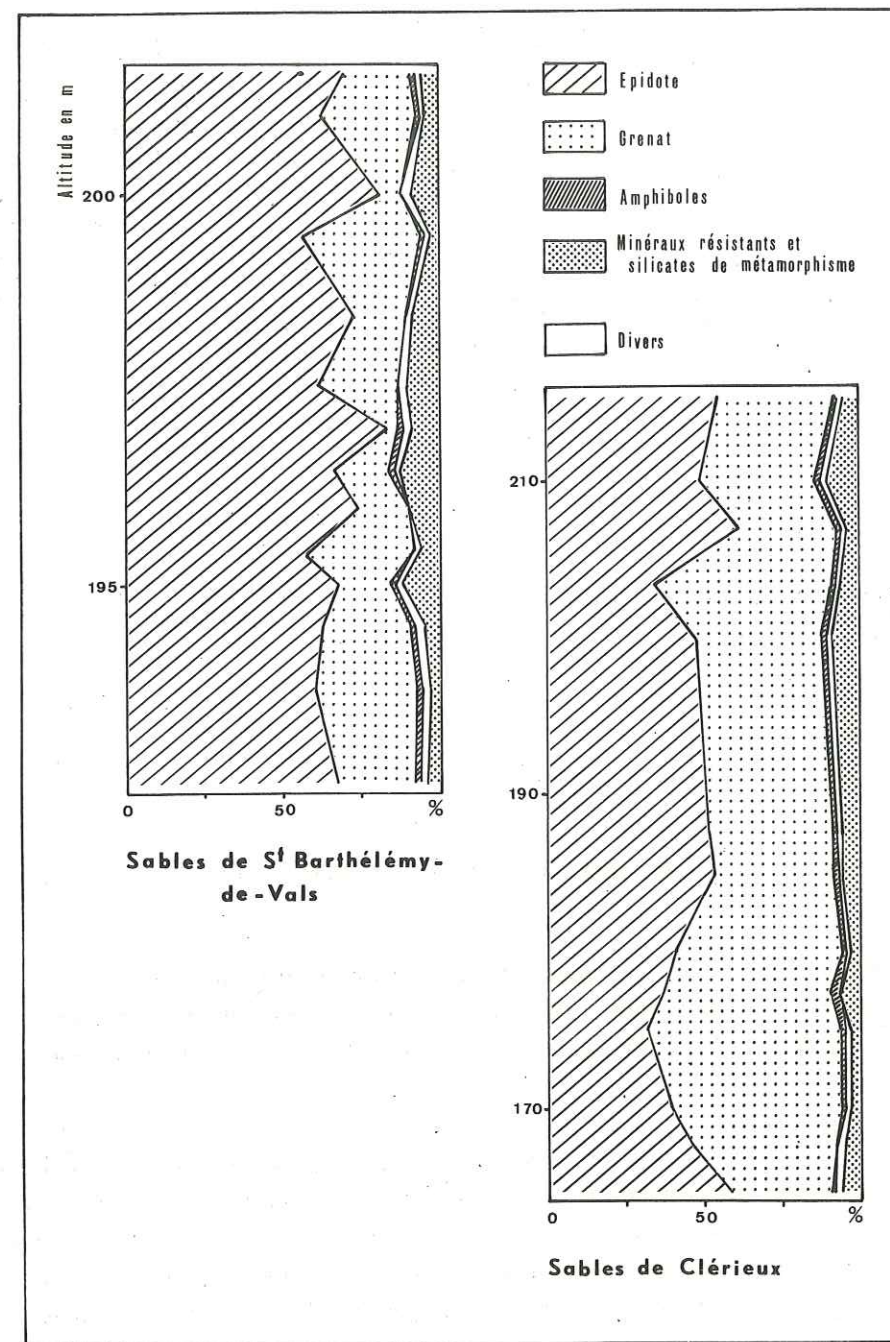 Altitude en m
200
195
0
50
%
Sables de St Barthélémy-
de-Vals
Epidote
Grenat
Amphiboles
Minéraux résistants et
silicates de métamorphisme
Divers
210
190
170
0
50
%
Sables de Clérieux